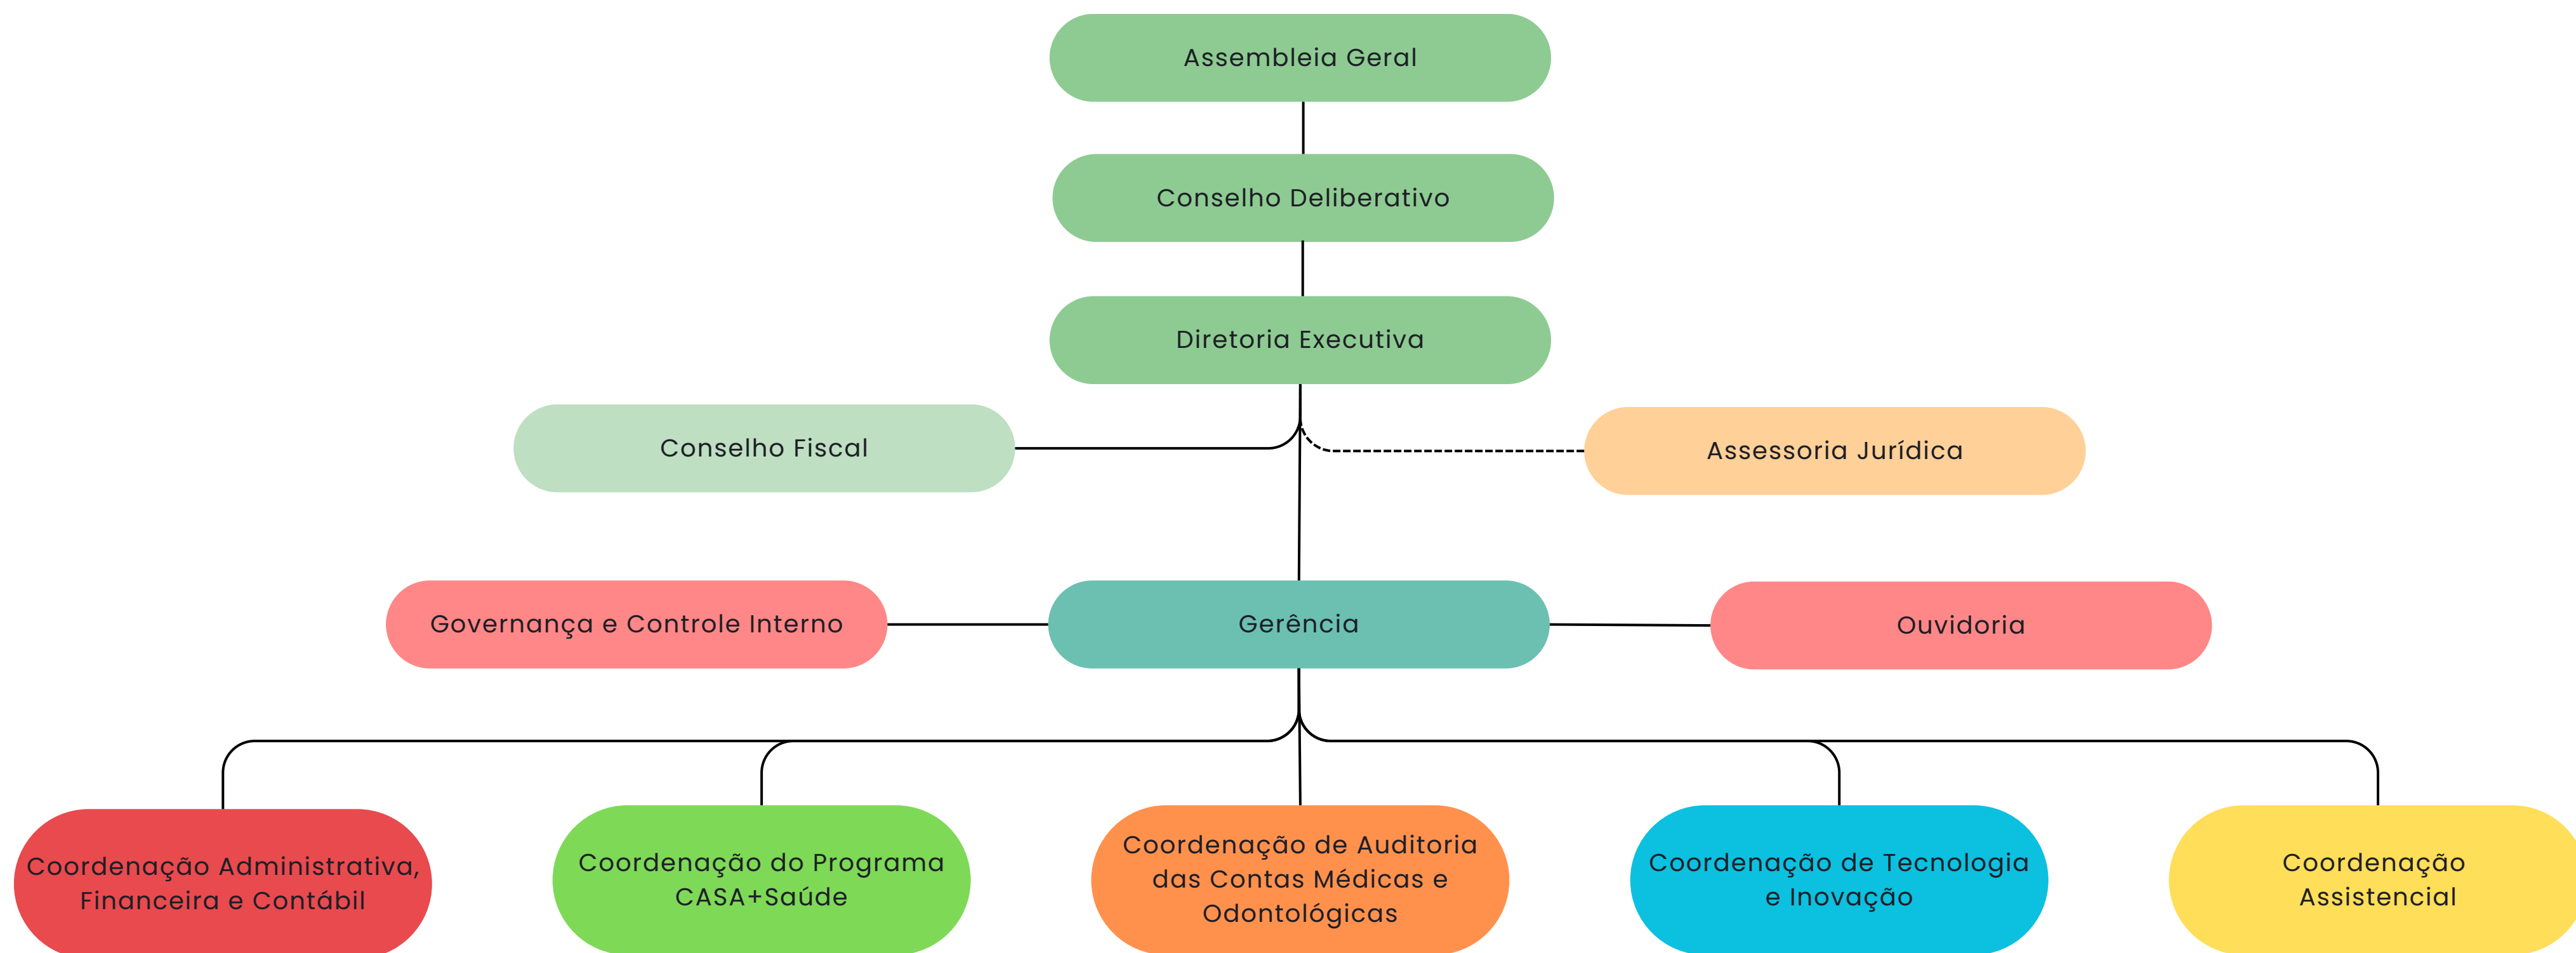 Assembleia Geral
Conselho Deliberativo
Diretoria Executiva
Conselho Fiscal
Assessoria Jurídica
Governança e Controle Interno
Gerência
Ouvidoria
Coordenação Administrativa,
Financeira e Contábil
Coordenação do Programa
CASA+Saúde
Coordenação de Auditoria
das Contas Médicas e
Odontológicas
Coordenação de Tecnologia
e Inovação
Coordenação
Assistencial